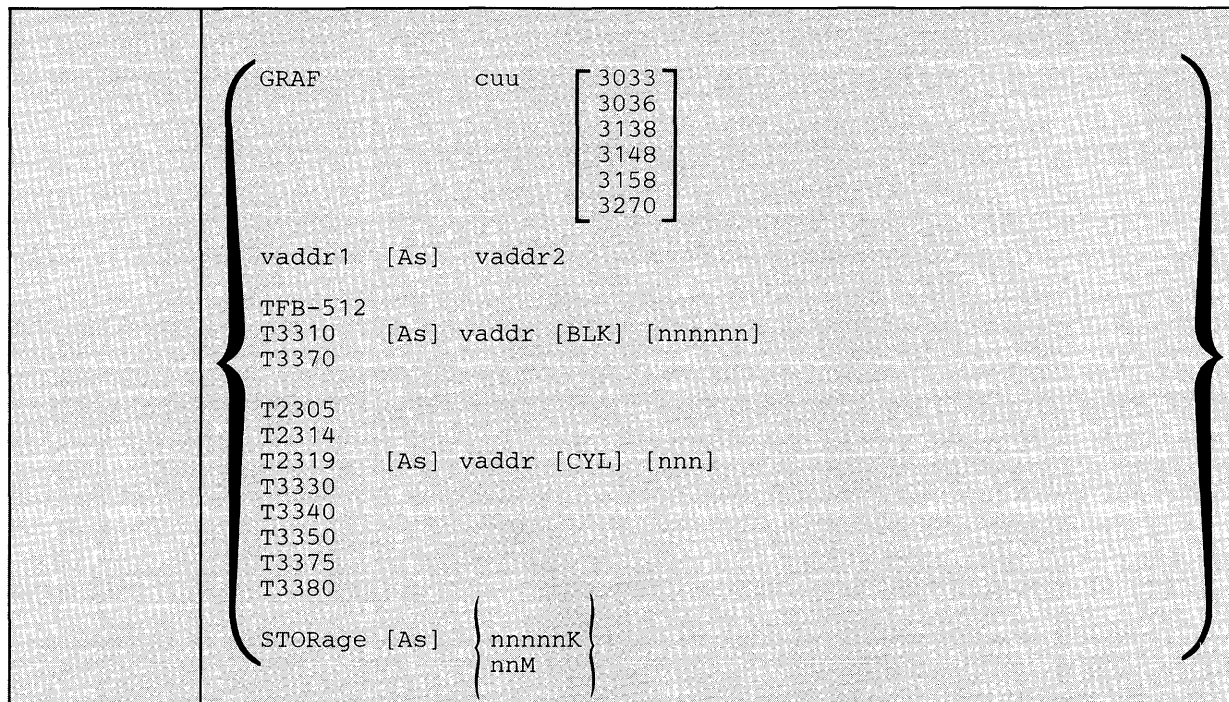 GRAF cuu 3033
3036
3138
3148
3158
3270
vaddr1 [As] vaddr2
TFB-512
T3310 [As] vaddr [BLK] [nnnnnn]
T3370
T2305
T2314
T2319 [As] vaddr [CYL] [nnn]
T3330
T3340
T3350
T3375
T3380
STORage [As] nnnnnK
nnM